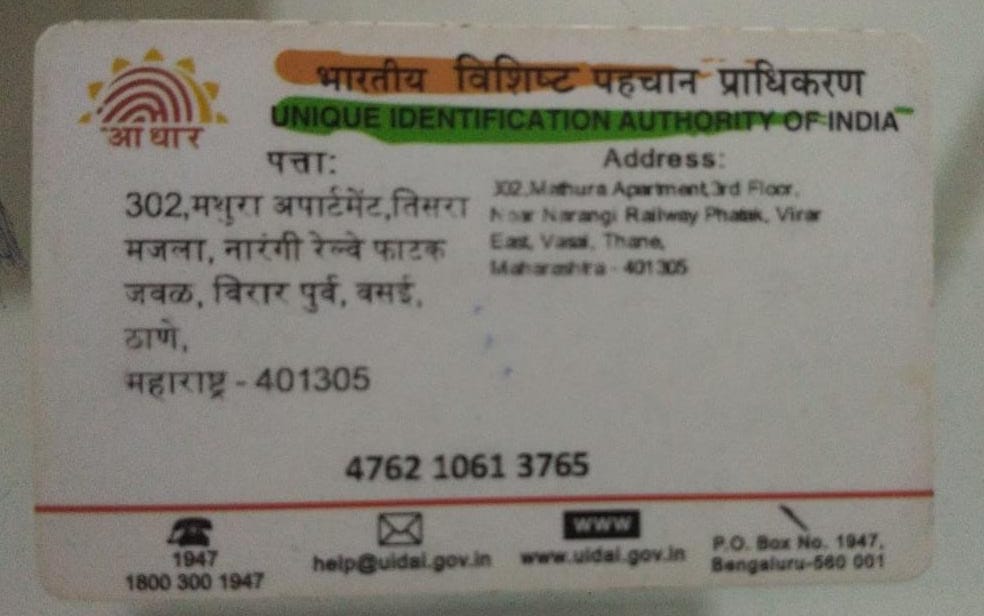 भारतीय विशिष्ट पहचान प्राधिकरण
UNIQUE IDENTIFICATION AUTHORITY OF INDIA
आधार
पत्ता:
302,मथुरा अपार्टमेंट,तिसरा
मजला, नारंगी रेल्वे फाटक
जवळ, विरार पुर्व, वसई,
ठाणे,
महाराष्ट्र - 401305
Address:
302,Mathura Apartment,3rd Floor,
Near Narangi Railway Phatak, Virar
East, Vasai, Thane,
Maharashtra - 401305
4762 1061 3765
1947
1800 300 1947
help@uidai.gov.in
www
www.uidai.gov.in
P.O. Box No. 1947,
Bengaluru-560 001